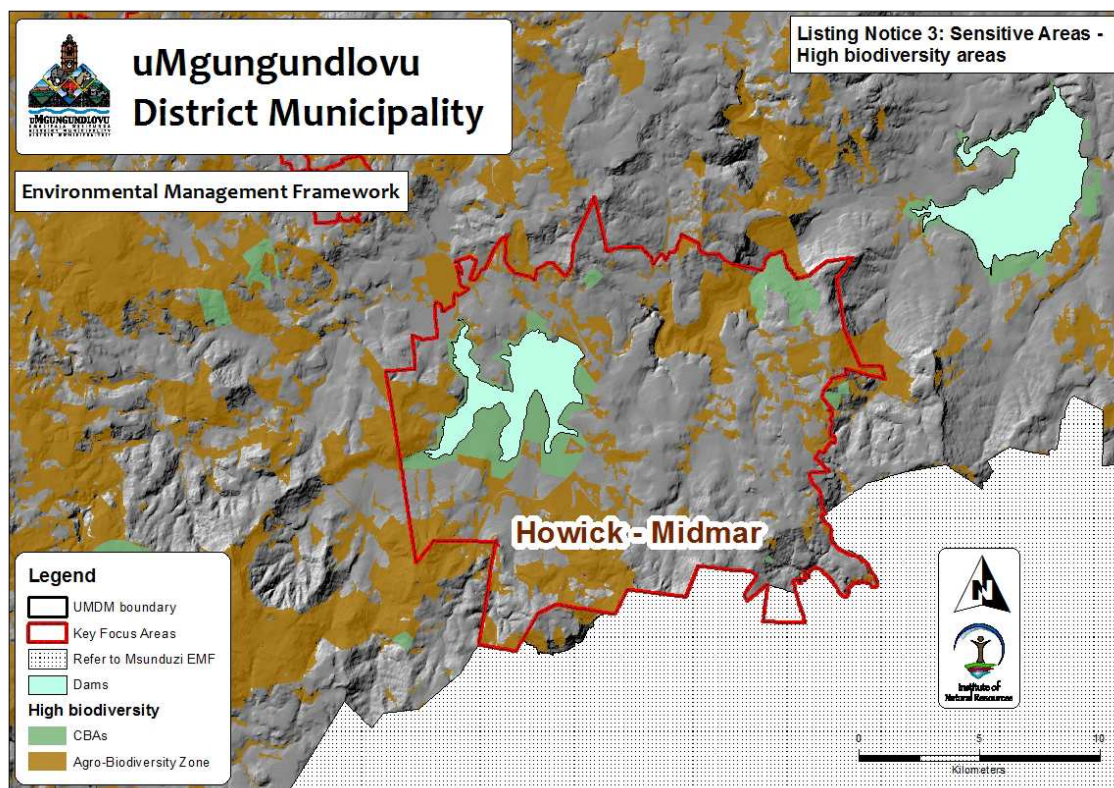 uMgungundlovu
District Municipality
uMGUNGUNDLOVU
Listing Notice 3: Sensitive Areas -
High biodiversity areas
Environmental Management Framework
Howick - Midmar
Legend
UMDM boundary
Key Focus Areas
Refer to Msunduzi EMF
Dams
High biodiversity
CBAs
Agro-Biodiversity Zone
N
Institute of
Natural Resources
0
5
10
Kilometers